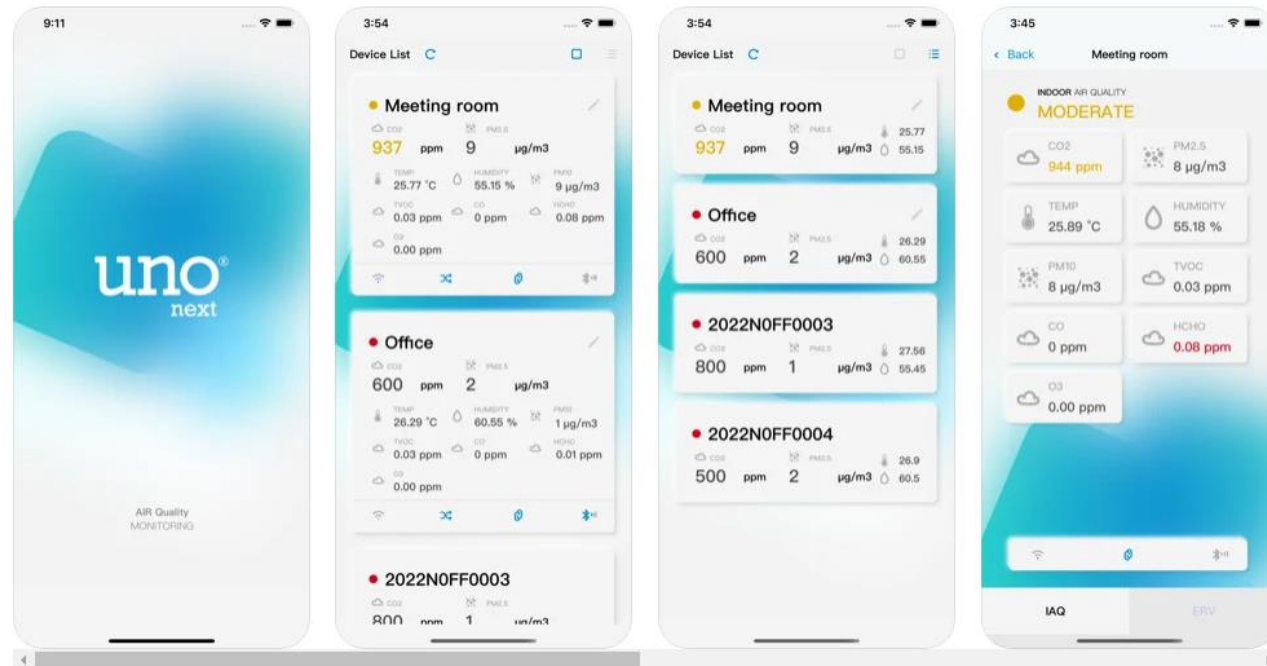 9:11
uno®
next
AIR Quality
MONITORING
3:54
Device List
Meeting room
CO2 PM2.5
937 ppm 9 µg/m3
TEMP HUMIDITY PM10
25.77 °C 55.15 % 9 µg/m3
TVOC CO HCHO
0.03 ppm 0 ppm 0.08 ppm
O3
0.00 ppm
Office
CO2 PM2.5
600 ppm 2 µg/m3
TEMP HUMIDITY PM10
26.29 °C 60.55 % 1 µg/m3
TVOC CO HCHO
0.03 ppm 0 ppm 0.01 ppm
O3
0.00 ppm
2022N0FF0003
CO2 PM2.5
800 ppm 1 µg/m3
3:54
Device List
Meeting room
CO2 PM2.5 25.77
937 ppm 9 µg/m3 55.15
Office
CO2 PM2.5 26.29
600 ppm 2 µg/m3 60.55
2022N0FF0003
CO2 PM2.5 27.56
800 ppm 1 µg/m3 55.45
2022N0FF0004
CO2 PM2.5 26.9
500 ppm 2 µg/m3 60.5
3:45
< Back Meeting room
INDOOR AIR QUALITY
MODERATE
CO2 PM2.5
944 ppm 8 µg/m3
TEMP HUMIDITY
25.89 °C 55.18 %
PM10 TVOC
8 µg/m3 0.03 ppm
CO HCHO
0 ppm 0.08 ppm
O3
0.00 ppm
IAQ ERV